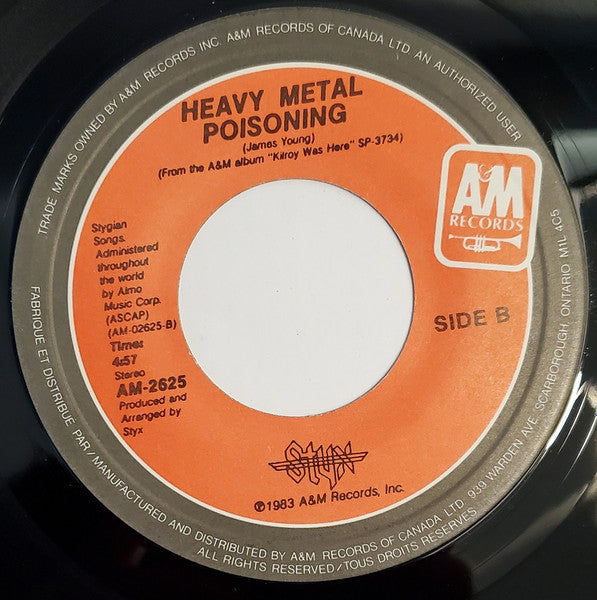 TRADE MARKS OWNED BY A&M RECORDS INC. A&M RECORDS OF CANADA LTD. AN AUTHORIZED USER
HEAVY METAL
POISONING
(James Young)
(From the A&M album "Kilroy Was Here" SP-3734)
A&M
RECORDS
Stygian
Songs.
Administered
throughout
the world
by Almo
Music Corp.
(ASCAP)
(AM-02625-B)
Time:
4:57
Stereo
AM-2625
Produced and
Arranged by
Styx
SIDE B
STYX
℗1983 A&M Records, Inc.
FABRIQUE ET DISTRIBUE PAR/MANUFACTURED AND DISTRIBUTED BY A&M RECORDS OF CANADA LTD. 939 WARDEN AVE. SCARBOROUGH, ONTARIO M1L 4C5
ALL RIGHTS RESERVED/TOUS DROITS RESERVES